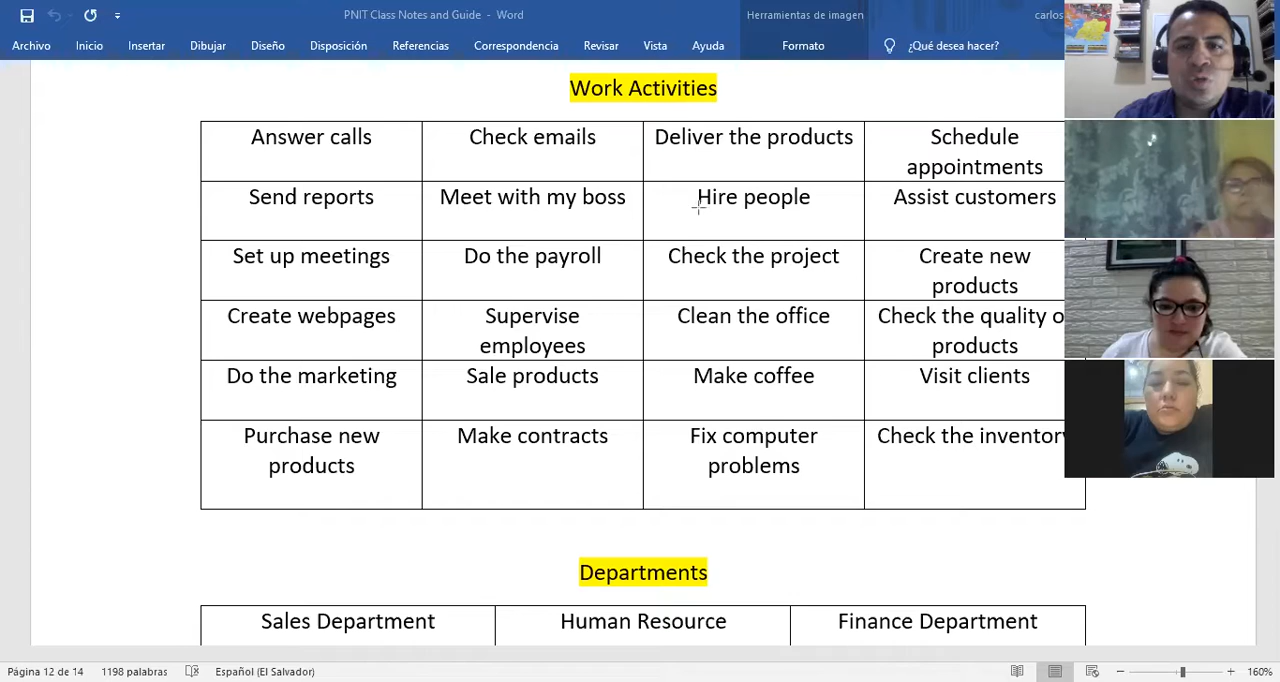 PNIT Class Notes and Guide - Word
Herramientas de imagen
carlos
Archivo
Inicio
Insertar
Dibujar
Diseño
Disposición
Referencias
Correspondencia
Revisar
Vista
Ayuda
Formato
¿Qué desea hacer?
Work Activities
Answer calls
Check emails
Deliver the products
Schedule
appointments
Send reports
Meet with my boss
Hire people
Assist customers
Set up meetings
Do the payroll
Check the project
Create new
products
Create webpages
Supervise
employees
Clean the office
Check the quality o
products
Do the marketing
Sale products
Make coffee
Visit clients
Purchase new
products
Make contracts
Fix computer
problems
Check the inventory
Departments
Sales Department
Human Resource
Finance Department
Página 12 de 14
1198 palabras
Español (El Salvador)
160%